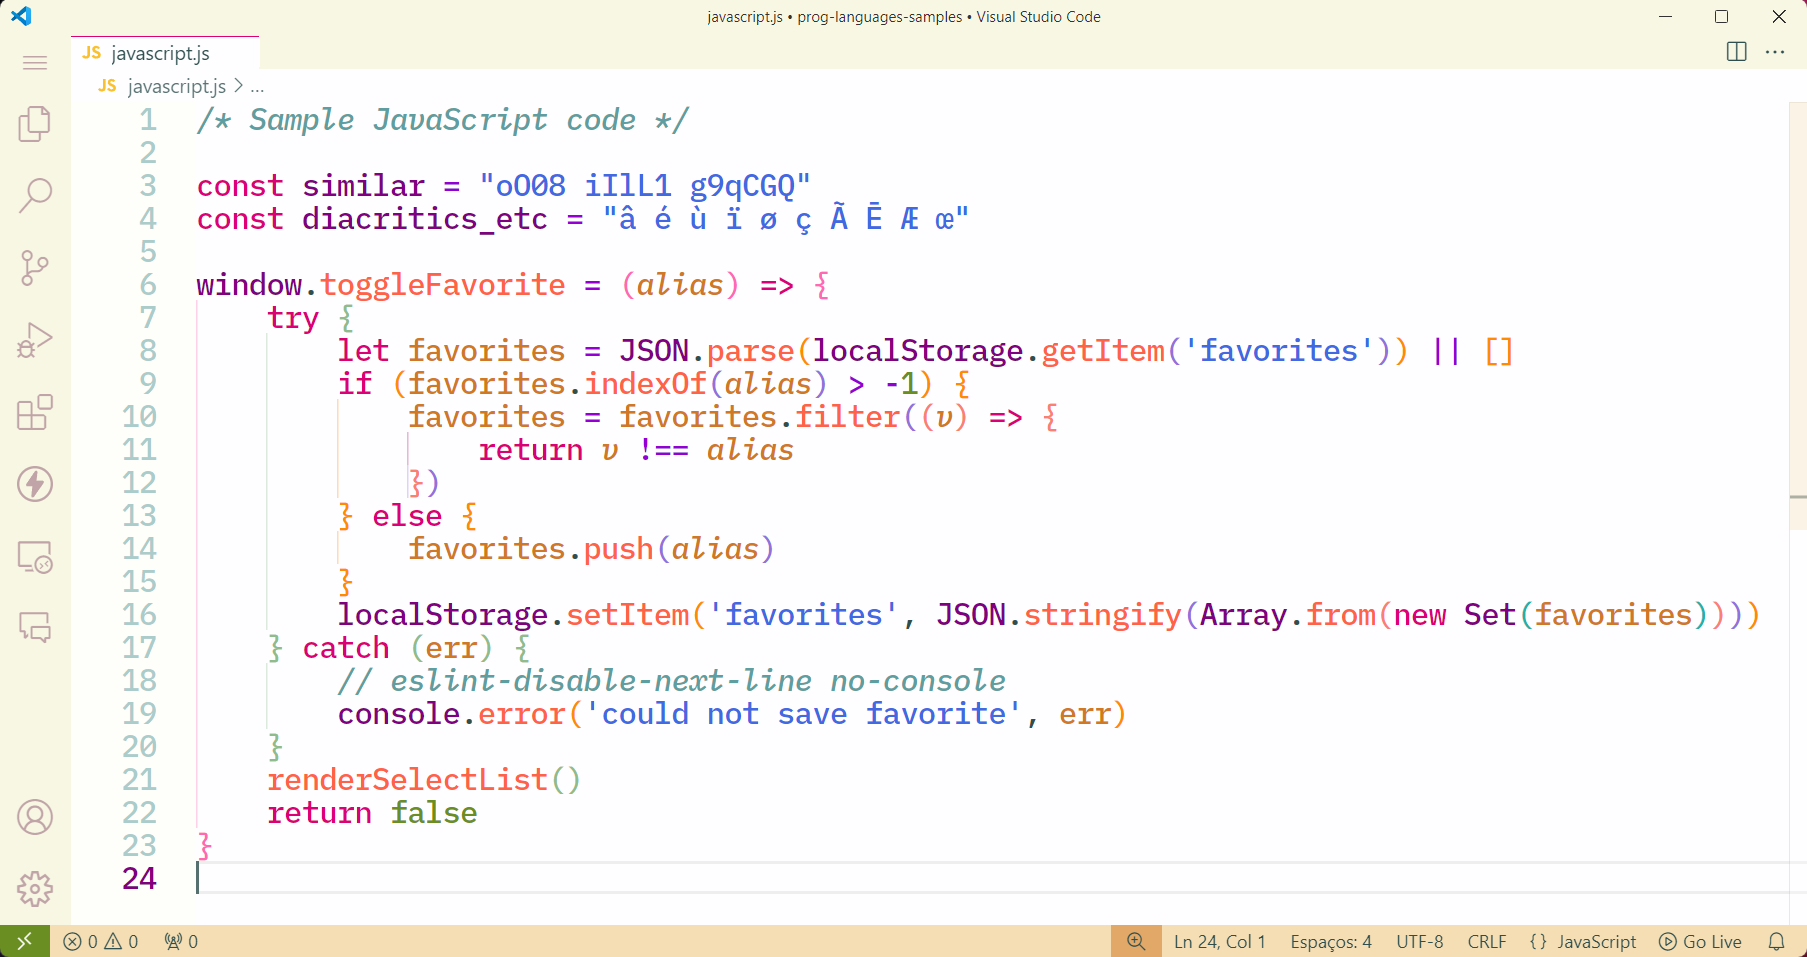 javascript.js • prog-languages-samples • Visual Studio Code
JS javascript.js
JS javascript.js > ...
1 /* Sample JavaScript code */
2
3 const similar = "oO08 iIlL1 g9qCGQ"
4 const diacritics_etc = "â é ù ï ø ç Ã Ē Æ œ"
5
6 window.toggleFavorite = (alias) => {
7     try {
8         let favorites = JSON.parse(localStorage.getItem('favorites')) || []
9         if (favorites.indexOf(alias) > -1) {
10             favorites = favorites.filter((v) => {
11                 return v !== alias
12             })
13         } else {
14             favorites.push(alias)
15         }
16         localStorage.setItem('favorites', JSON.stringify(Array.from(new Set(favorites))))
17     } catch (err) {
18         // eslint-disable-next-line no-console
19         console.error('could not save favorite', err)
20     }
21     renderSelectList()
22     return false
23 }
24
0 0 0 Ln 24, Col 1 Espaços: 4 UTF-8 CRLF {} JavaScript Go Live